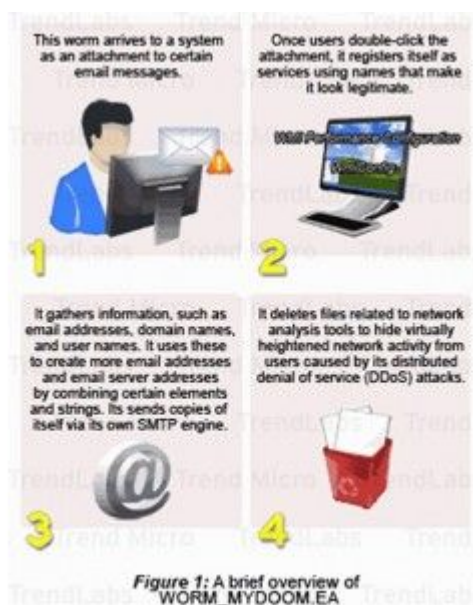 This worm arrives to a system
as an attachment to certain
email messages.
Once users double-click the
attachment, it registers itself as
services using names that make
it look legitimate.
WMI Performance Configuration
WMIConfig
1
2
It gathers information, such as
email addresses, domain names,
and user names. It uses these
to create more email addresses
and email server addresses
by combining certain elements
and strings. Its sends copies of
itself via its own SMTP engine.
It deletes files related to network
analysis tools to hide virtually
heightened network activity from
users caused by its distributed
denial of service (DDoS) attacks.
@
3
4
Figure 1: A brief overview of
WORM_MYDOOM.EA